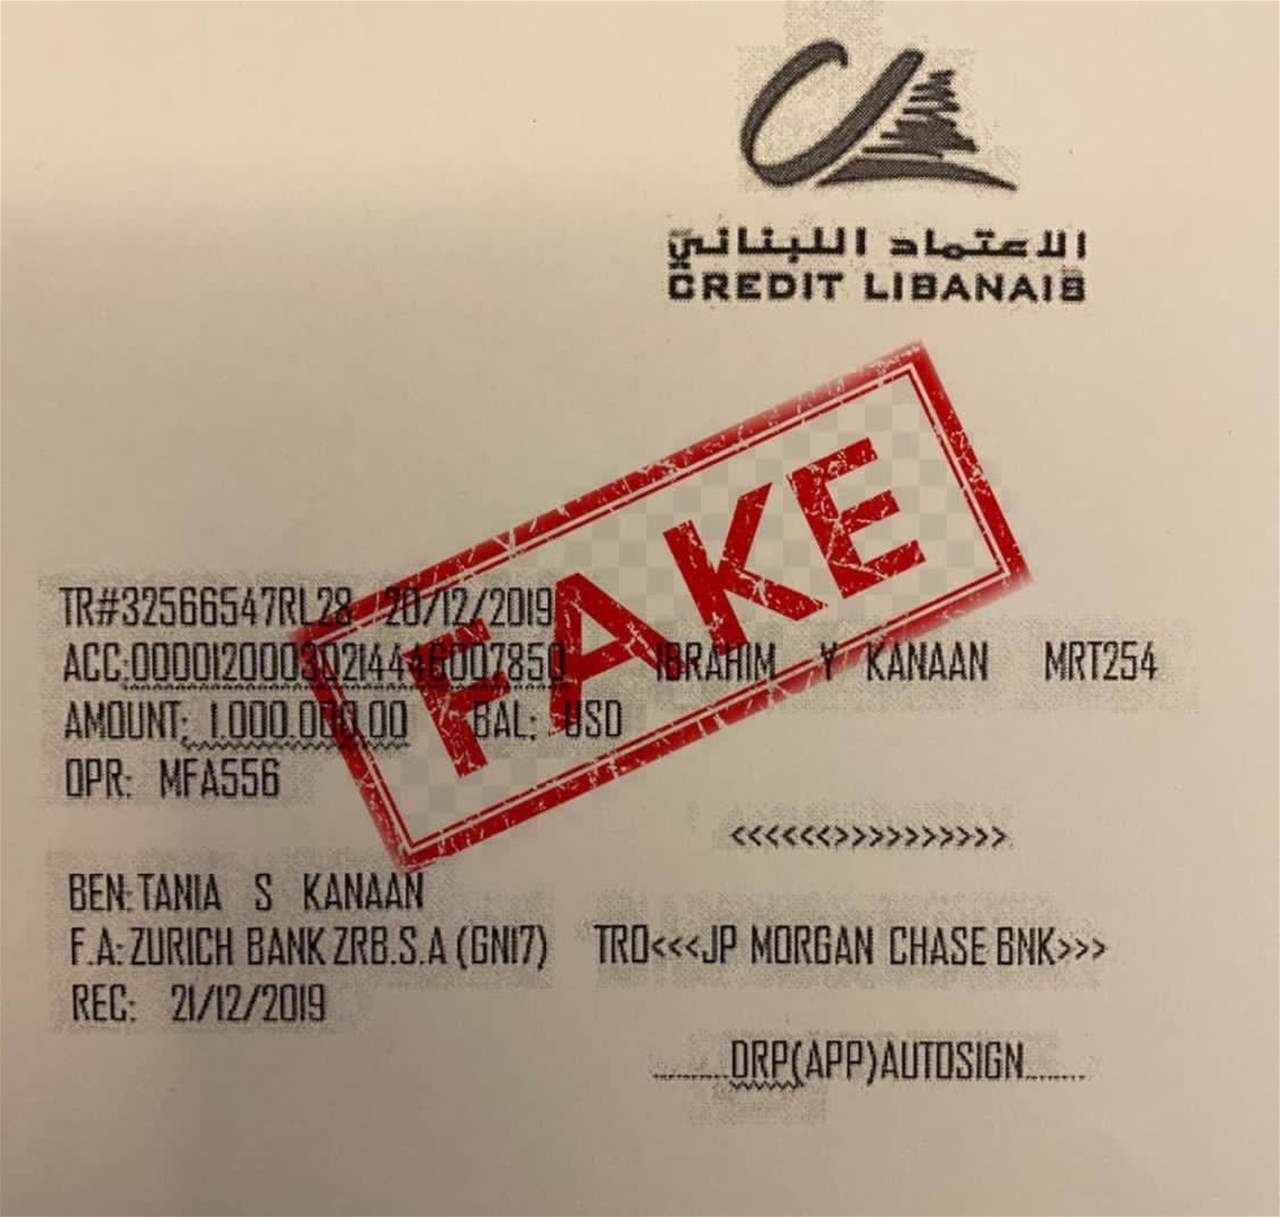 الاعتماد اللبناني
CREDIT LIBANAIS
FAKE
TR#32566547RL28 20/12/2019
ACC:00001200030214446007850 IBRAHIM Y KANAAN MRT254
AMOUNT; 1.000.000,00 BAL; USD
OPR: MFA556
<<<<<<>>>>>>>>>>
BEN: TANIA S KANAAN
F.A: ZURICH BANK ZRB.S.A (GN17) TRO<<<JP MORGAN CHASE BNK>>>
REC: 21/12/2019
.........DRP(APP)AUTOSIGN.......